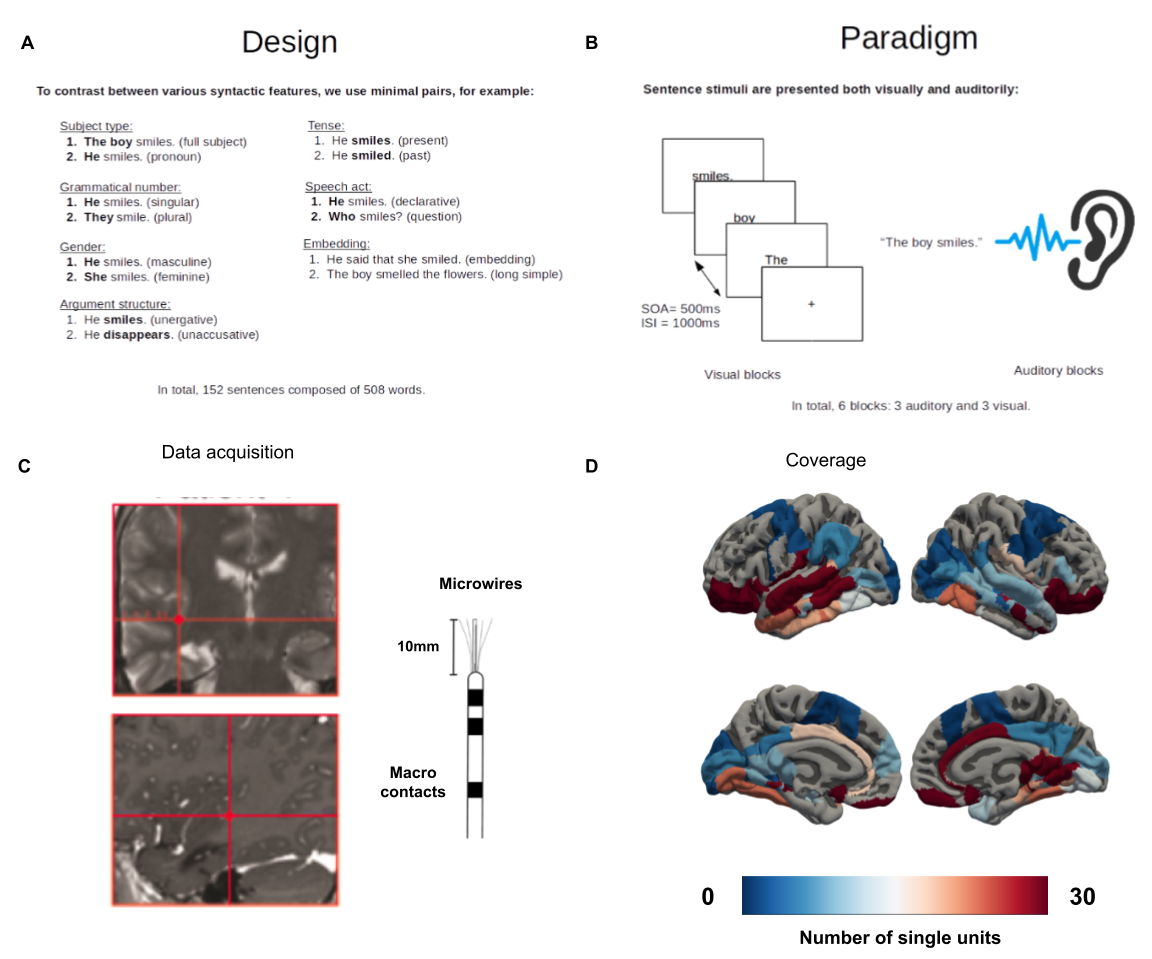 A
Design
To contrast between various syntactic features, we use minimal pairs, for example:
Subject type:
1. The boy smiles. (full subject)
2. He smiles. (pronoun)
Grammatical number:
1. He smiles. (singular)
2. They smile. (plural)
Gender:
1. He smiles. (masculine)
2. She smiles. (feminine)
Argument structure:
1. He smiles. (unergative)
2. He disappears. (unaccusative)
Tense:
1. He smiles. (present)
2. He smiled. (past)
Speech act:
1. He smiles. (declarative)
2. Who smiles? (question)
Embedding:
1. He said that she smiled. (embedding)
2. The boy smelled the flowers. (long simple)
In total, 152 sentences composed of 508 words.
B
Paradigm
Sentence stimuli are presented both visually and auditorily:
smiles.
boy
The
+
SOA= 500ms
ISI = 1000ms
Visual blocks
“The boy smiles.”
Auditory blocks
In total, 6 blocks: 3 auditory and 3 visual.
C
Data acquisition
Microwires
10mm
Macro
contacts
D
Coverage
0
30
Number of single units